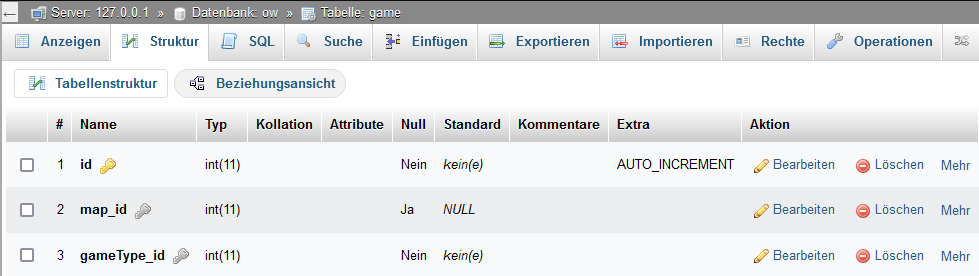 ← Server: 127.0.0.1 » Datenbank: ow » Tabelle: game
Anzeigen Struktur SQL Suche Einfügen Exportieren Importieren Rechte Operationen
Tabellenstruktur Beziehungsansicht
# Name Typ Kollation Attribute Null Standard Kommentare Extra Aktion
1 id int(11) Nein kein(e) AUTO_INCREMENT Bearbeiten Löschen Mehr
2 map_id int(11) Ja NULL Bearbeiten Löschen Mehr
3 gameType_id int(11) Nein kein(e) Bearbeiten Löschen Mehr